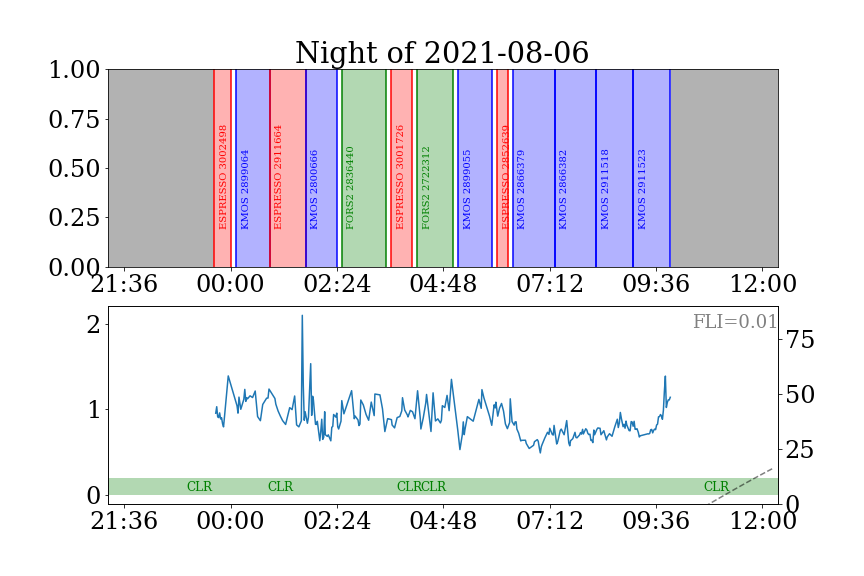 Night of 2021-08-06
1.00
0.75
0.50
0.25
0.00
ESPRESSO 3002498
KMOS 2899064
ESPRESSO 2911664
KMOS 2800666
FORS2 2836440
ESPRESSO 3001726
FORS2 2722312
KMOS 2899055
ESPRESSO 2852639
KMOS 2866379
KMOS 2866382
KMOS 2911518
KMOS 2911523
21:36 00:00 02:24 04:48 07:12 09:36 12:00
FLI=0.01
2
1
0
75
50
25
0
CLR CLR CLR CLR CLR
21:36 00:00 02:24 04:48 07:12 09:36 12:00